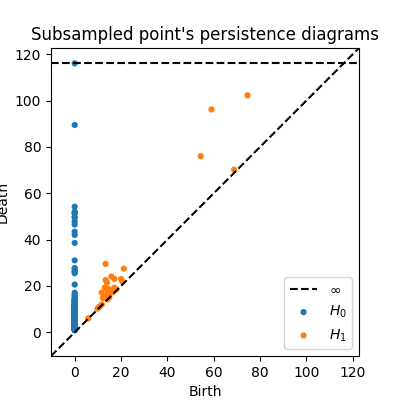 Subsampled point's persistence diagrams
120
100
80
60
40
20
0
Death
0 20 40 60 80 100 120
Birth
∞
H₀
H₁